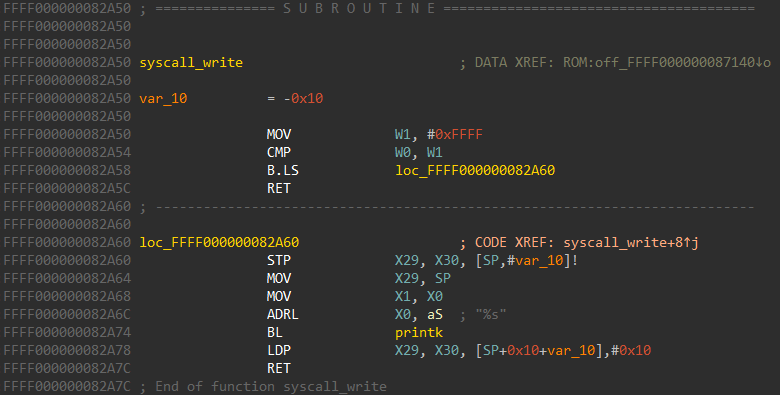 FFFF000000082A50 ; =============== S U B R O U T I N E =======================================
FFFF000000082A50
FFFF000000082A50
FFFF000000082A50 syscall_write ; DATA XREF: ROM:off_FFFF000000087140↓o
FFFF000000082A50
FFFF000000082A50 var_10 = -0x10
FFFF000000082A50
FFFF000000082A50 MOV W1, #0xFFFF
FFFF000000082A54 CMP W0, W1
FFFF000000082A58 B.LS loc_FFFF000000082A60
FFFF000000082A5C RET
FFFF000000082A60 ; ---------------------------------------------------------------------------
FFFF000000082A60
FFFF000000082A60 loc_FFFF000000082A60 ; CODE XREF: syscall_write+8↑j
FFFF000000082A60 STP X29, X30, [SP,#var_10]!
FFFF000000082A64 MOV X29, SP
FFFF000000082A68 MOV X1, X0
FFFF000000082A6C ADRL X0, aS ; "%s"
FFFF000000082A74 BL printk
FFFF000000082A78 LDP X29, X30, [SP+0x10+var_10],#0x10
FFFF000000082A7C RET
FFFF000000082A7C ; End of function syscall_write